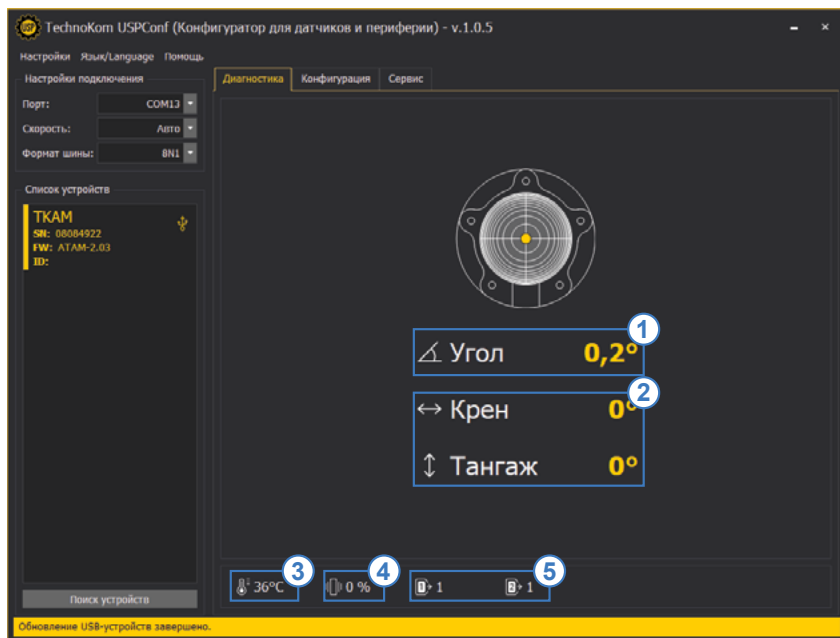 TechnoKom USPConf (Конфигуратор для датчиков и периферии) - v.1.0.5
Настройки Язык/Language Помощь
Настройки подключения
Порт: COM13
Скорость: Авто
Формат шины: 8N1
Список устройств
TKAM
SN: 08084922
FW: ATAM-2.03
ID:
Поиск устройств
Диагностика Конфигурация Сервис
1
Угол 0,2°
2
Крен 0°
Тангаж 0°
3 4 5
36°C 0 % 1 1 2 1
Обновление USB-устройств завершено.